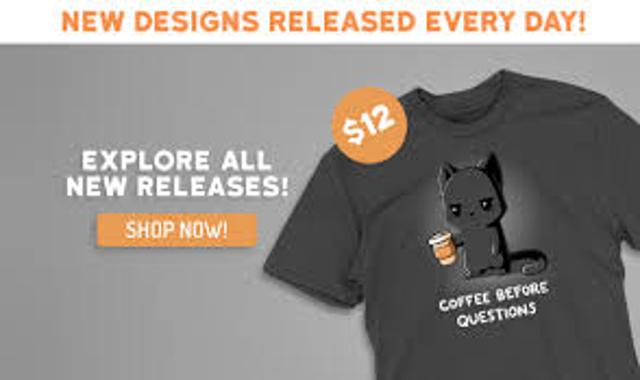 NEW DESIGNS RELEASED EVERY DAY!
$12
EXPLORE ALL
NEW RELEASES!
SHOP NOW!
COFFEE BEFORE
QUESTIONS